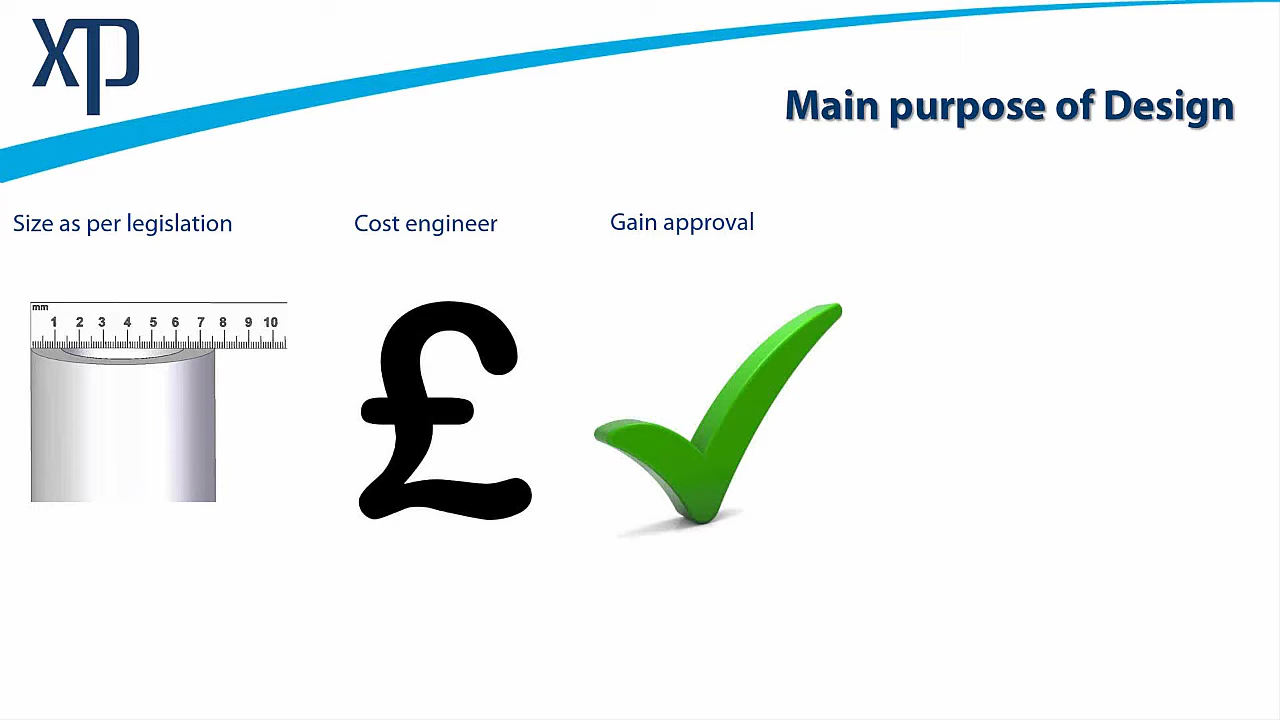 xp
Main purpose of Design
Size as per legislation
Cost engineer
Gain approval
mm
1 2 3 4 5 6 7 8 9 10
£